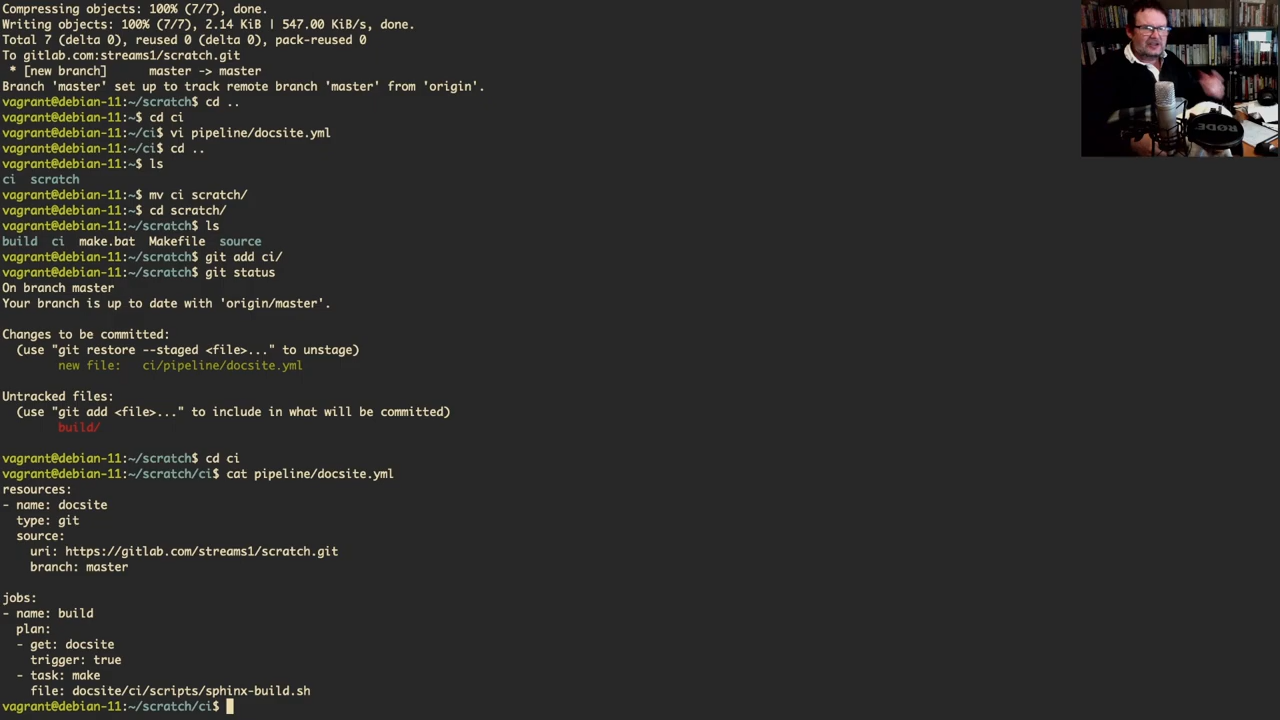 Compressing objects: 100% (7/7), done.
Writing objects: 100% (7/7), 2.14 KiB | 547.00 KiB/s, done.
Total 7 (delta 0), reused 0 (delta 0), pack-reused 0
To gitlab.com:streams1/scratch.git
 * [new branch]      master -> master
Branch 'master' set up to track remote branch 'master' from 'origin'.
vagrant@debian-11:~/scratch$ cd ..
vagrant@debian-11:~$ cd ci
vagrant@debian-11:~/ci$ vi pipeline/docsite.yml
vagrant@debian-11:~/ci$ cd ..
vagrant@debian-11:~$ ls
ci  scratch
vagrant@debian-11:~$ mv ci scratch/
vagrant@debian-11:~$ cd scratch/
vagrant@debian-11:~/scratch$ ls
build  ci  make.bat  Makefile  source
vagrant@debian-11:~/scratch$ git add ci/
vagrant@debian-11:~/scratch$ git status
On branch master
Your branch is up to date with 'origin/master'.
Changes to be committed:
  (use "git restore --staged <file>..." to unstage)
        new file:   ci/pipeline/docsite.yml
Untracked files:
  (use "git add <file>..." to include in what will be committed)
        build/
vagrant@debian-11:~/scratch$ cd ci
vagrant@debian-11:~/scratch/ci$ cat pipeline/docsite.yml
resources:
- name: docsite
  type: git
  source:
    uri: https://gitlab.com/streams1/scratch.git
    branch: master
jobs:
- name: build
  plan:
  - get: docsite
    trigger: true
  - task: make
    file: docsite/ci/scripts/sphinx-build.sh
vagrant@debian-11:~/scratch/ci$
RODE